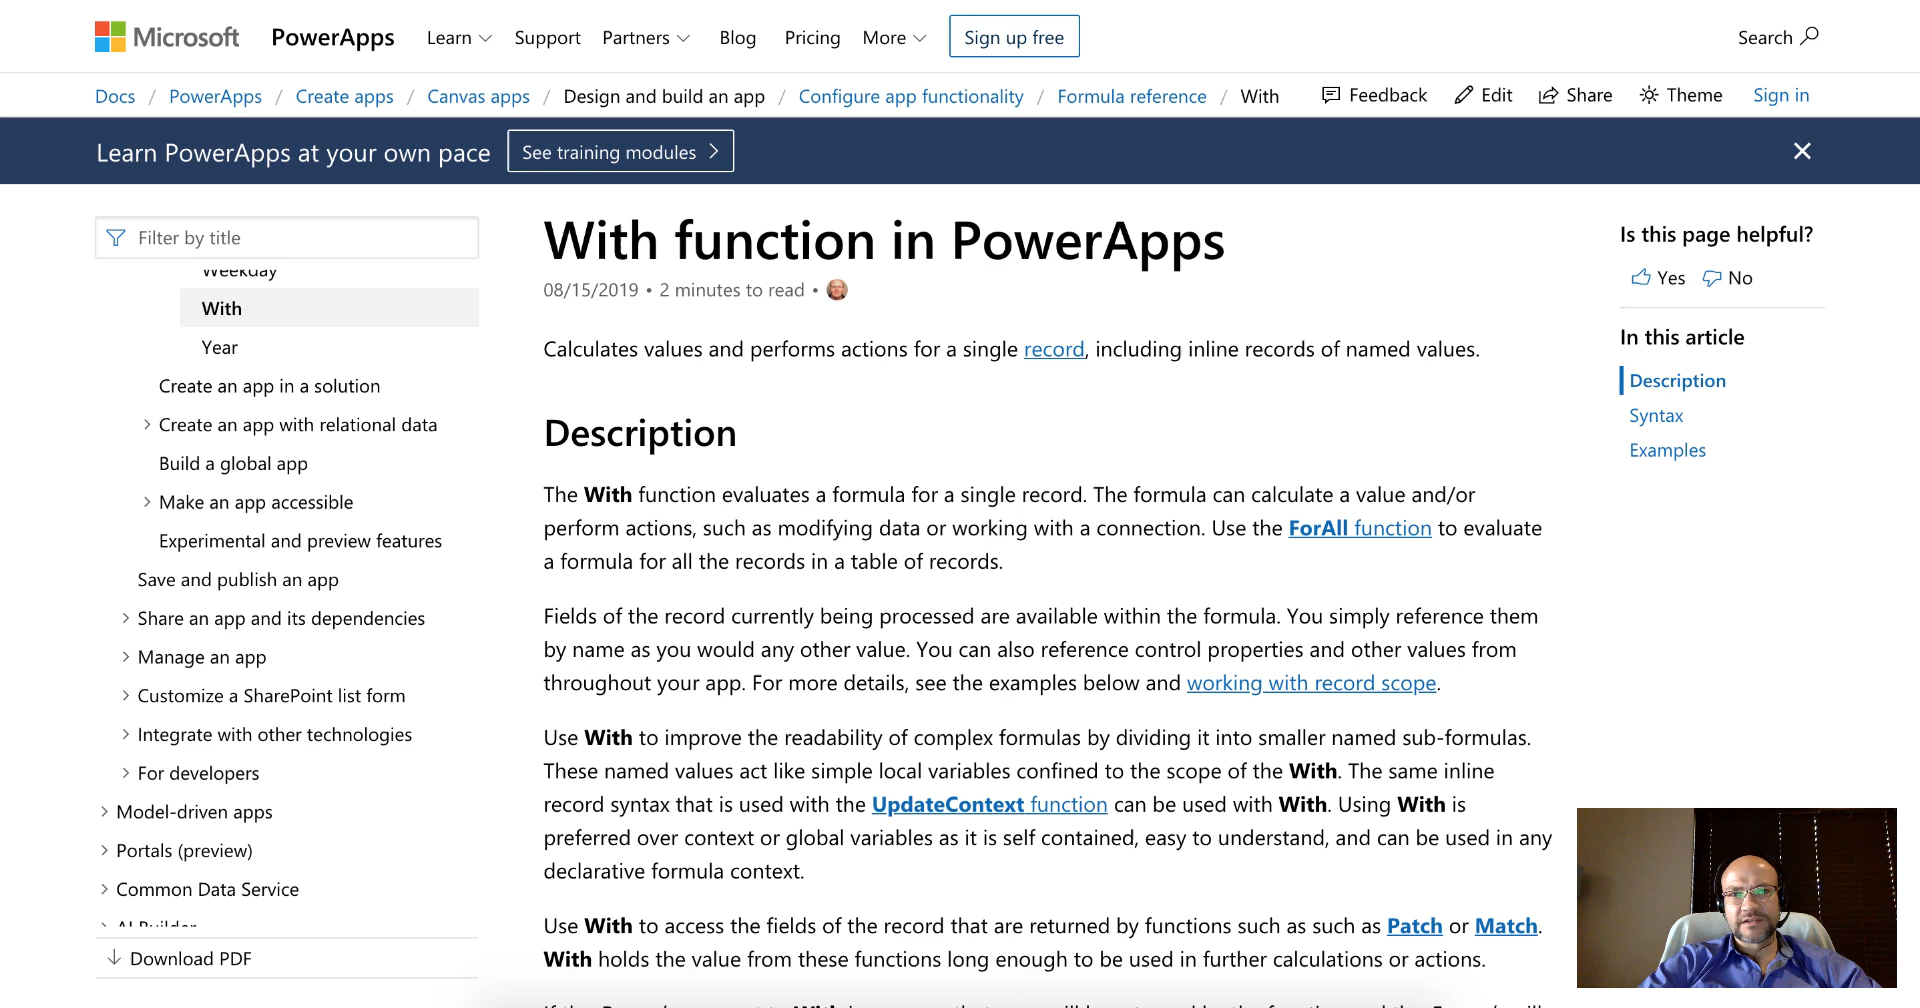 Microsoft PowerApps Learn Support Partners Blog Pricing More Sign up free Search
Docs / PowerApps / Create apps / Canvas apps / Design and build an app / Configure app functionality / Formula reference / With Feedback Edit Share Theme Sign in
Learn PowerApps at your own pace See training modules
Filter by title
Weekday
With
Year
Create an app in a solution
Create an app with relational data
Build a global app
Make an app accessible
Experimental and preview features
Save and publish an app
Share an app and its dependencies
Manage an app
Customize a SharePoint list form
Integrate with other technologies
For developers
Model-driven apps
Portals (preview)
Common Data Service
AI Builder
Download PDF
With function in PowerApps
08/15/2019 • 2 minutes to read •
Calculates values and performs actions for a single record, including inline records of named values.
Description
The With function evaluates a formula for a single record. The formula can calculate a value and/or
perform actions, such as modifying data or working with a connection. Use the ForAll function to evaluate
a formula for all the records in a table of records.
Fields of the record currently being processed are available within the formula. You simply reference them
by name as you would any other value. You can also reference control properties and other values from
throughout your app. For more details, see the examples below and working with record scope.
Use With to improve the readability of complex formulas by dividing it into smaller named sub-formulas.
These named values act like simple local variables confined to the scope of the With. The same inline
record syntax that is used with the UpdateContext function can be used with With. Using With is
preferred over context or global variables as it is self contained, easy to understand, and can be used in any
declarative formula context.
Use With to access the fields of the record that are returned by functions such as such as Patch or Match.
With holds the value from these functions long enough to be used in further calculations or actions.
Is this page helpful?
Yes No
In this article
Description
Syntax
Examples